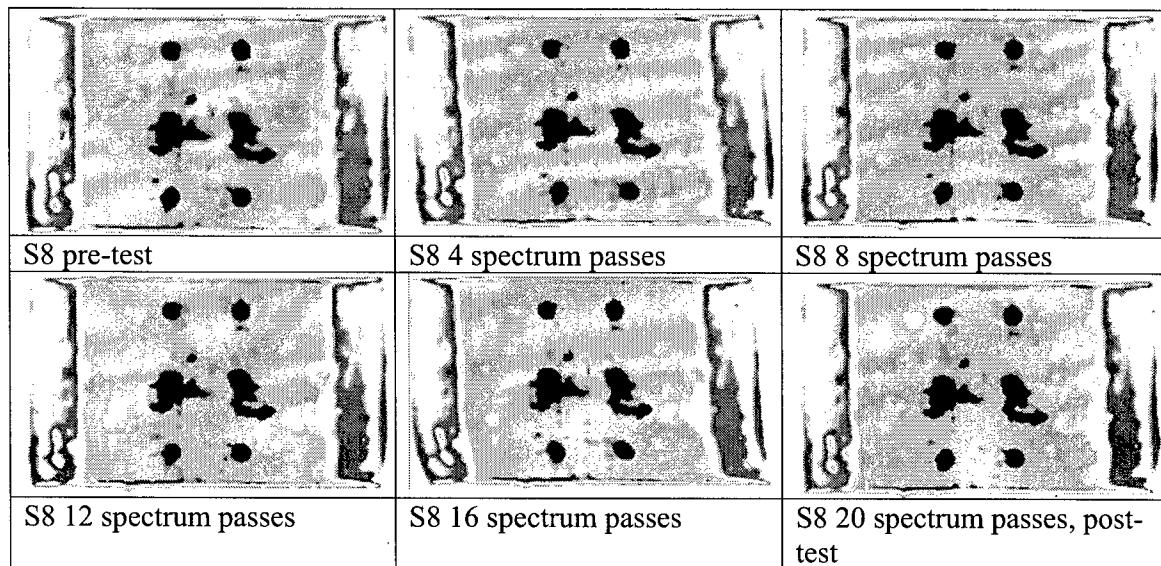 S8 pre-test
S8 4 spectrum passes
S8 8 spectrum passes
S8 12 spectrum passes
S8 16 spectrum passes
S8 20 spectrum passes, post-
test